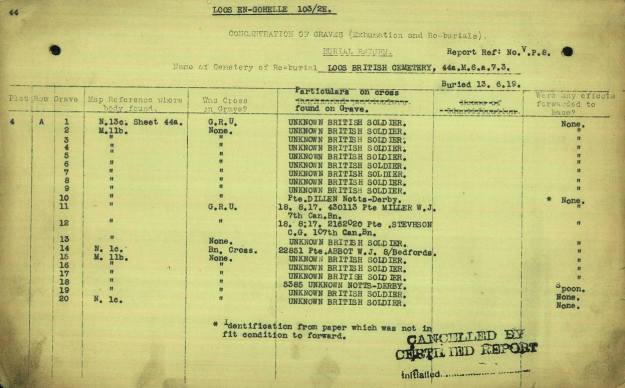 44
LOOS EN-GOHELLE 103/2E.
CONCENTRATION OF GRAVES (Exhumation and Re-burials).
BURIAL RETURN. Report Ref: No.V.P.8.
Name of Cemetery of Re-burial LOOS BRITISH CEMETERY, 44a.M.6.a.7.3.
Buried 13. 6.19.
Plot Row Grave Map Reference where body found. Was Cross on Grave? Particulars on cross found on Grave. Were any effects forwarded to base?
4 A 1 N.13c. Sheet 44a. G.R.U. UNKNOWN BRITISH SOLDIER. None.
2 M.11b. None. UNKNOWN BRITISH SOLDIER. "
3 " " UNKNOWN BRITISH SOLDIER. "
4 " " UNKNOWN BRITISH SOLDIER. "
5 " " UNKNOWN BRITISH SOLDIER. "
6 " " UNKNOWN BRITISH SOLDIER. "
7 " " UNKNOWN BRITISH SOLDIER. "
8 " " UNKNOWN BRITISH SOLDIER. "
9 " " UNKNOWN BRITISH SOLDIER. "
10 " " Pte.DILLEN Notts-Derby. * None.
11 " G.R.U. 18. 8.17. 430113 Pte MILLER W.J. "
7th Can.Bn.
12 " " 18. 8;17. 2162020 Pte .STEVHSON "
C.G. 107th Can.Bn.
13 " None. UNKNOWN BRITISH SOLDIER. "
14 N. 1c. Bn, Cross. 22851 Pte.ABBOT W.J. 8/Bedfords. "
15 M. 11b. None. UNKNOWN BRITISH SOLDIER. "
16 " " UNKNOWN BRITISH SOLDIER. "
17 " " UNKNOWN BRITISH SOLDIER. "
18 " " 5385 UNKNOWN NOTTS-DERBY. Spoon.
19 " " UNKNOWN BRITISH SOLDIER. None.
20 N. 1c. " UNKNOWN BRITISH SOLDIER. None.
* Identification from paper which was not in
fit condition to forward.
CANCELLED BY
CERTIFIED REPORT
initialed